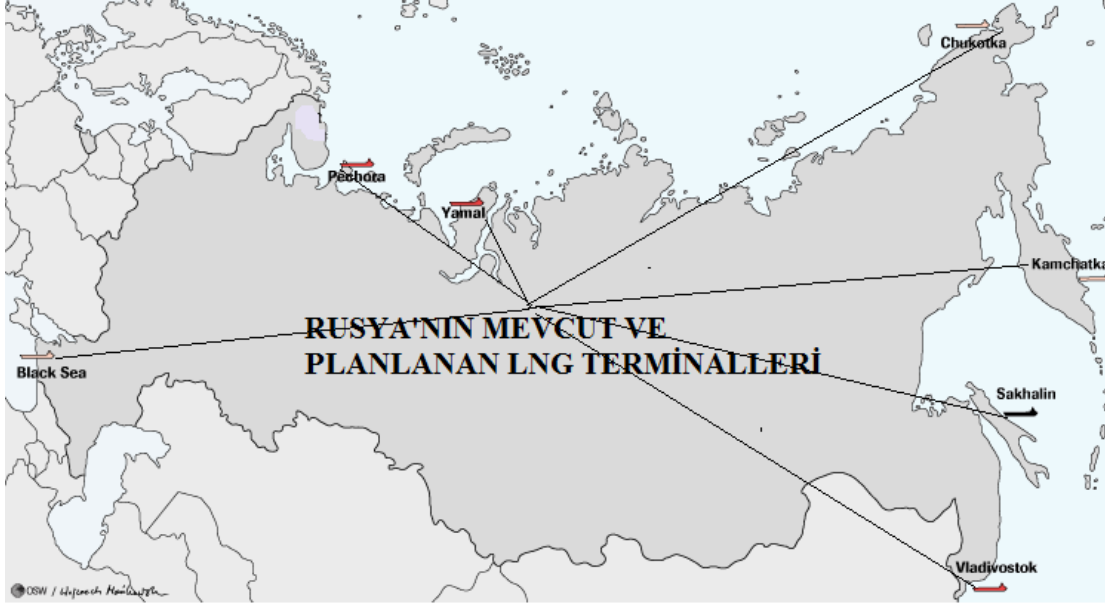 Chukotka
Pechora
Yamal
Kamchatka
RUSYA'NIN MEVCUT VE
PLANLANAN LNG TERMİNALLERİ
Black Sea
Sakhalin
Vladivostok
OSW /